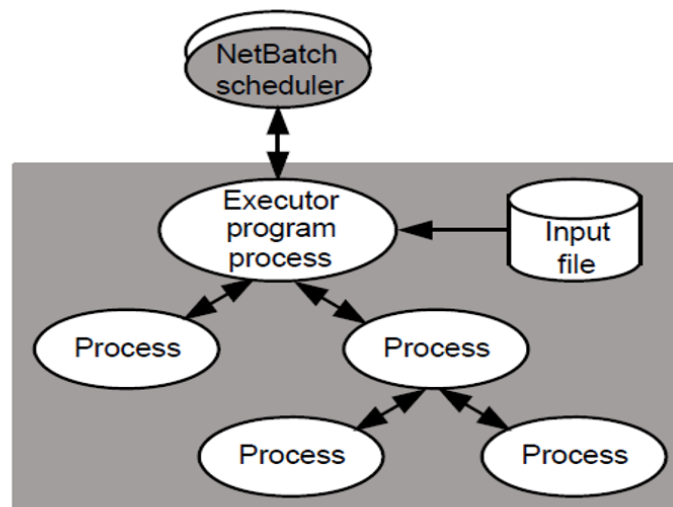 NetBatch
scheduler
Executor
program
process
Input
file
Process
Process
Process
Process